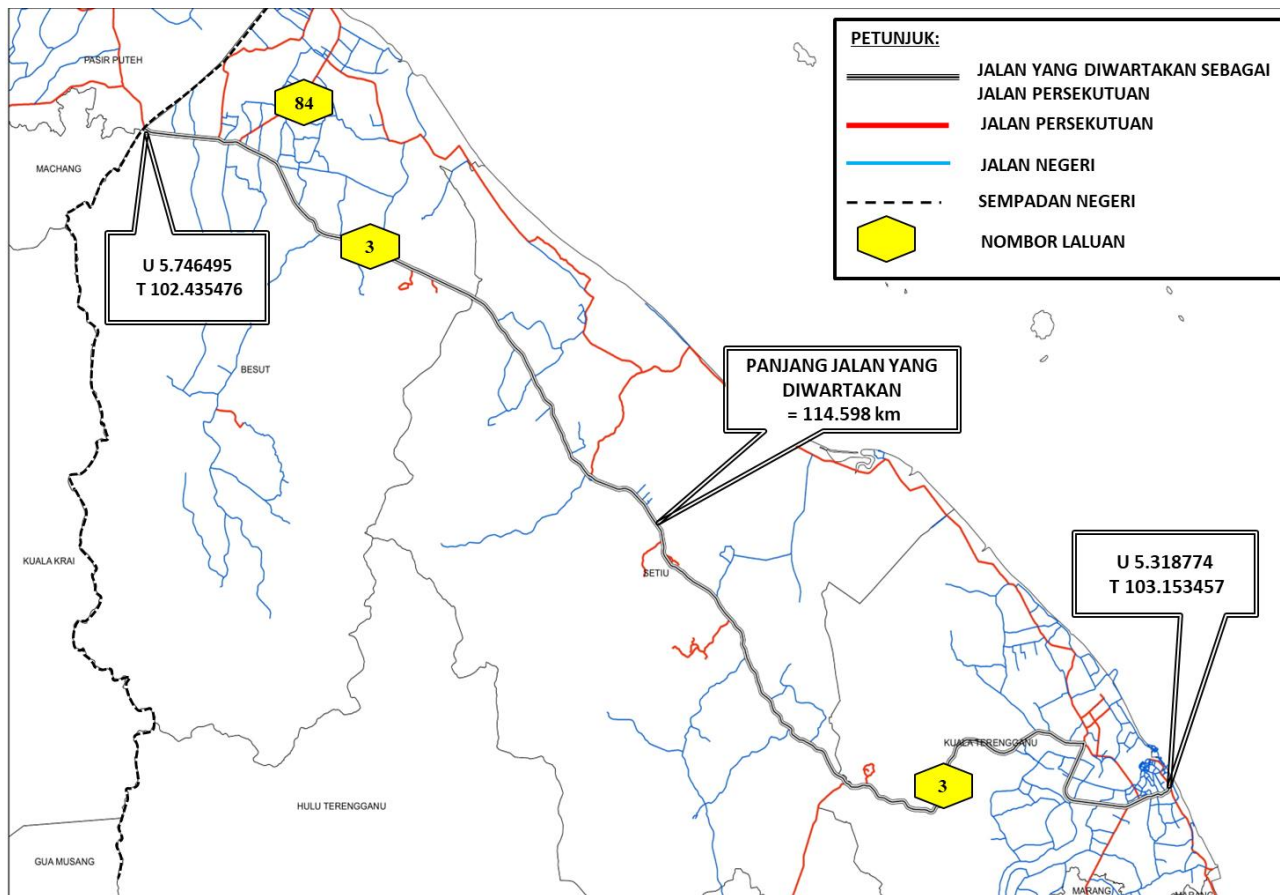 PETUNJUK:
JALAN YANG DIWARTAKAN SEBAGAI
JALAN PERSEKUTUAN
JALAN PERSEKUTUAN
JALAN NEGERI
SEMPADAN NEGERI
NOMBOR LALUAN
PASIR PUTEH
84
MACHANG
U 5.746495
T 102.435476
3
BESUT
PANJANG JALAN YANG
DIWARTAKAN
= 114.598 km
KUALA KRAI
SETIU
U 5.318774
T 103.153457
KUALA TERENGGANU
3
HULU TERENGGANU
GUA MUSANG
MARANG
MARANG